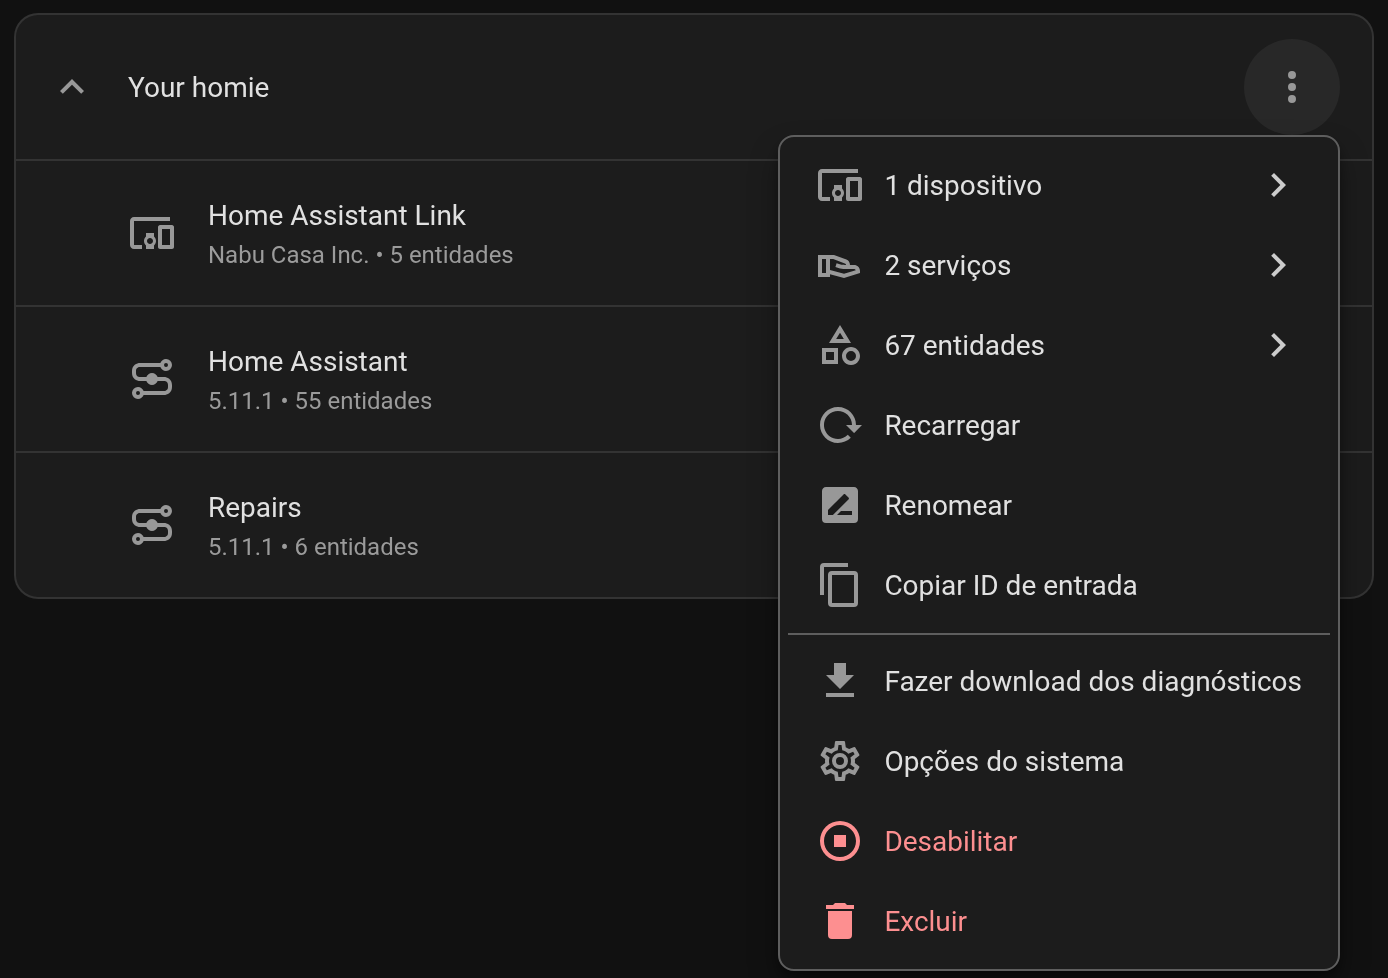 Your homie
Home Assistant Link
Nabu Casa Inc. • 5 entidades
Home Assistant
5.11.1 • 55 entidades
Repairs
5.11.1 • 6 entidades
1 dispositivo
2 serviços
67 entidades
Recarregar
Renomear
Copiar ID de entrada
Fazer download dos diagnósticos
Opções do sistema
Desabilitar
Excluir